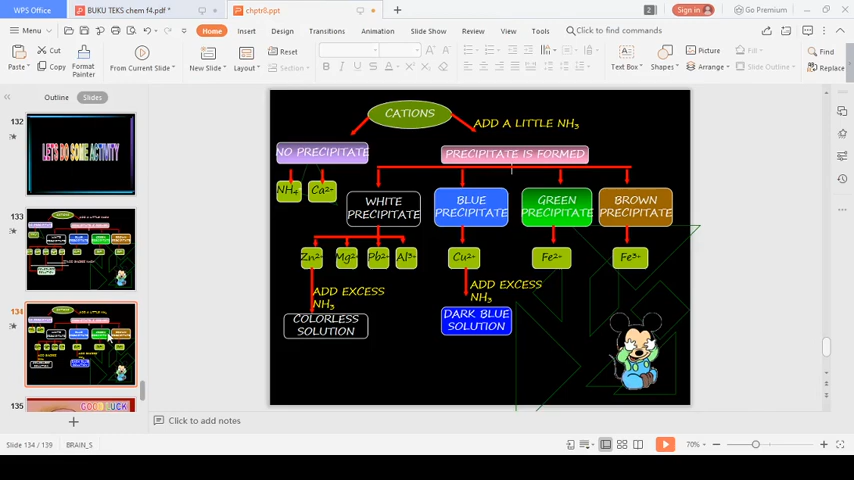 WPS Office
BUKU TEKS chem f4.pdf *
chptr8.ppt
2
Sign in
Go Premium
Menu
Home
Insert
Design
Transitions
Animation
Slide Show
Review
View
Tools
Click to find commands
Paste
Cut
Copy
Format
Painter
From Current Slide
New Slide
Layout
Reset
Section
Text Box
Shapes
Picture
Arrange
Fill
Slide Outline
Find
Replace
Outline
Slides
132
LETS DO SOME ACTIVITY
133
134
135
GOOD LUCK
CATIONS
ADD A LITTLE NH₃
NO PRECIPITATE
PRECIPITATE IS FORMED
NH₄
Ca²⁻
WHITE
PRECIPITATE
BLUE
PRECIPITATE
GREEN
PRECIPITATE
BROWN
PRECIPITATE
Zn²⁺
Mg²⁺
Pb²⁺
Al³⁺
Cu²⁺
Fe²⁺
Fe³⁺
ADD EXCESS
NH₃
ADD EXCESS
NH₃
COLORLESS
SOLUTION
DARK BLUE
SOLUTION
Click to add notes
Slide 134 / 139
BRAIN_S
70%